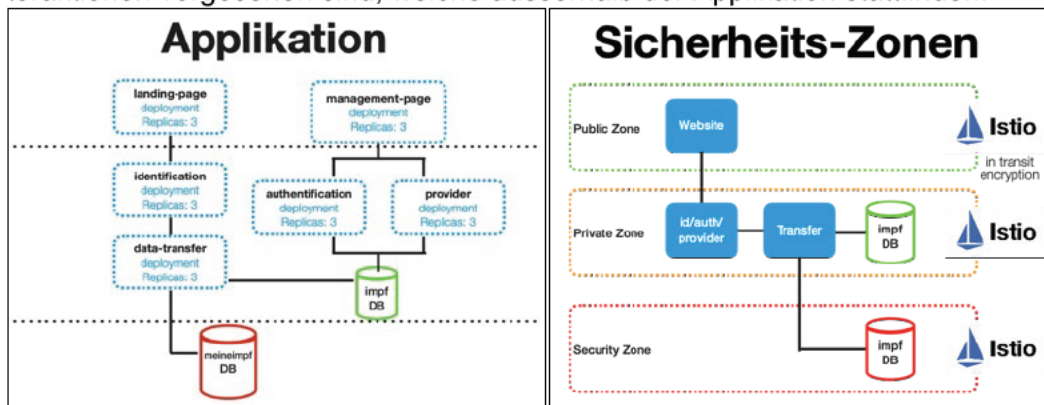 Applikation
landing-page
deployment
Replicas: 3
management-page
deployment
Replicas: 3
identification
deployment
Replicas: 3
authentification
deployment
Replicas: 3
provider
deployment
Replicas: 3
data-transfer
deployment
Replicas: 3
impf
DB
meineimpf
DB
Sicherheits-Zonen
Public Zone
Website
Istio
in transit
encryption
Private Zone
id/auth/
provider
Transfer
impf
DB
Istio
Security Zone
impf
DB
Istio